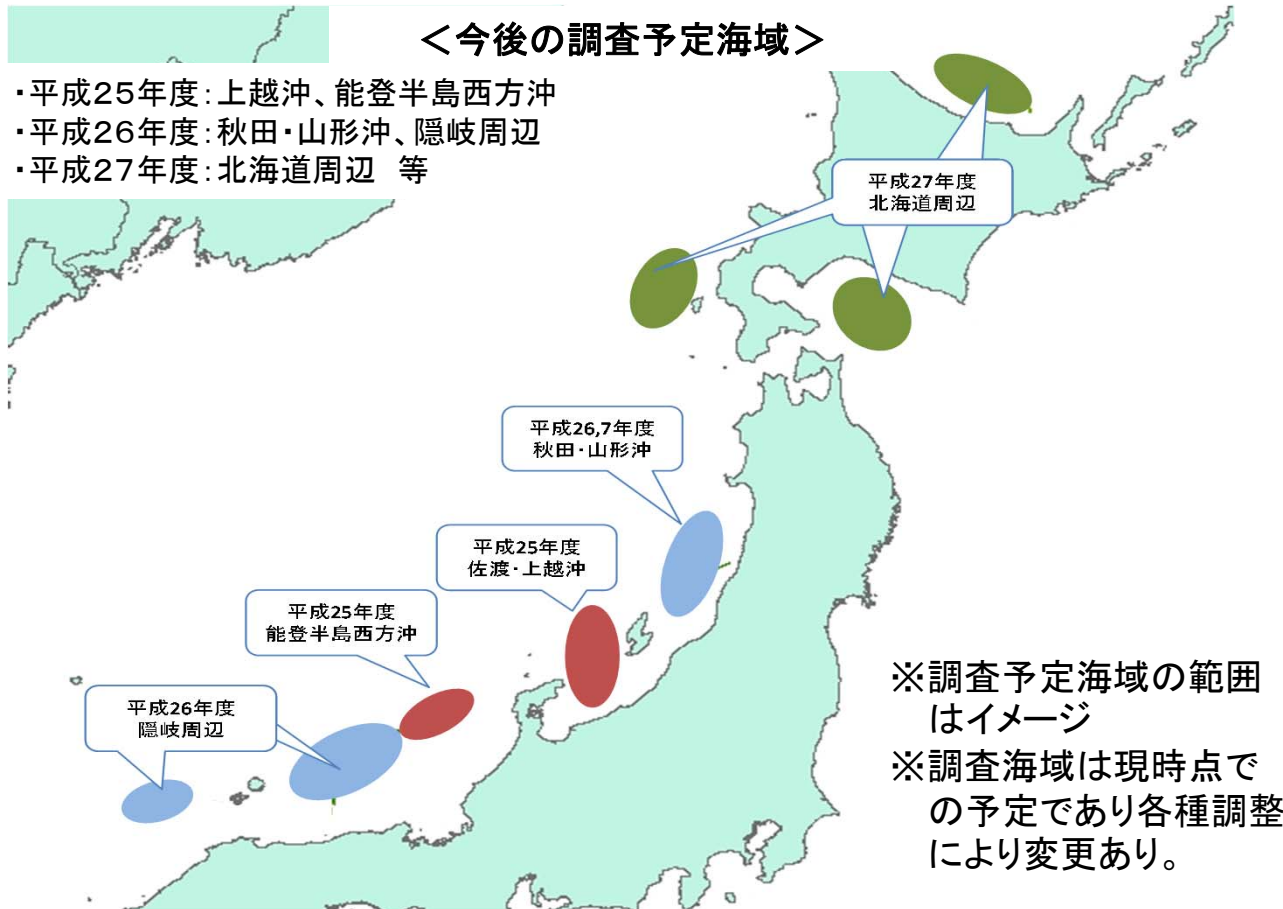 ＜今後の調査予定海域＞
・平成２５年度：上越沖、能登半島西方沖
・平成２６年度：秋田・山形沖、隠岐周辺
・平成２７年度：北海道周辺　等
平成27年度
北海道周辺
平成26,7年度
秋田・山形沖
平成25年度
佐渡・上越沖
平成25年度
能登半島西方沖
平成26年度
隠岐周辺
※調査予定海域の範囲
はイメージ
※調査海域は現時点で
の予定であり各種調整
により変更あり。